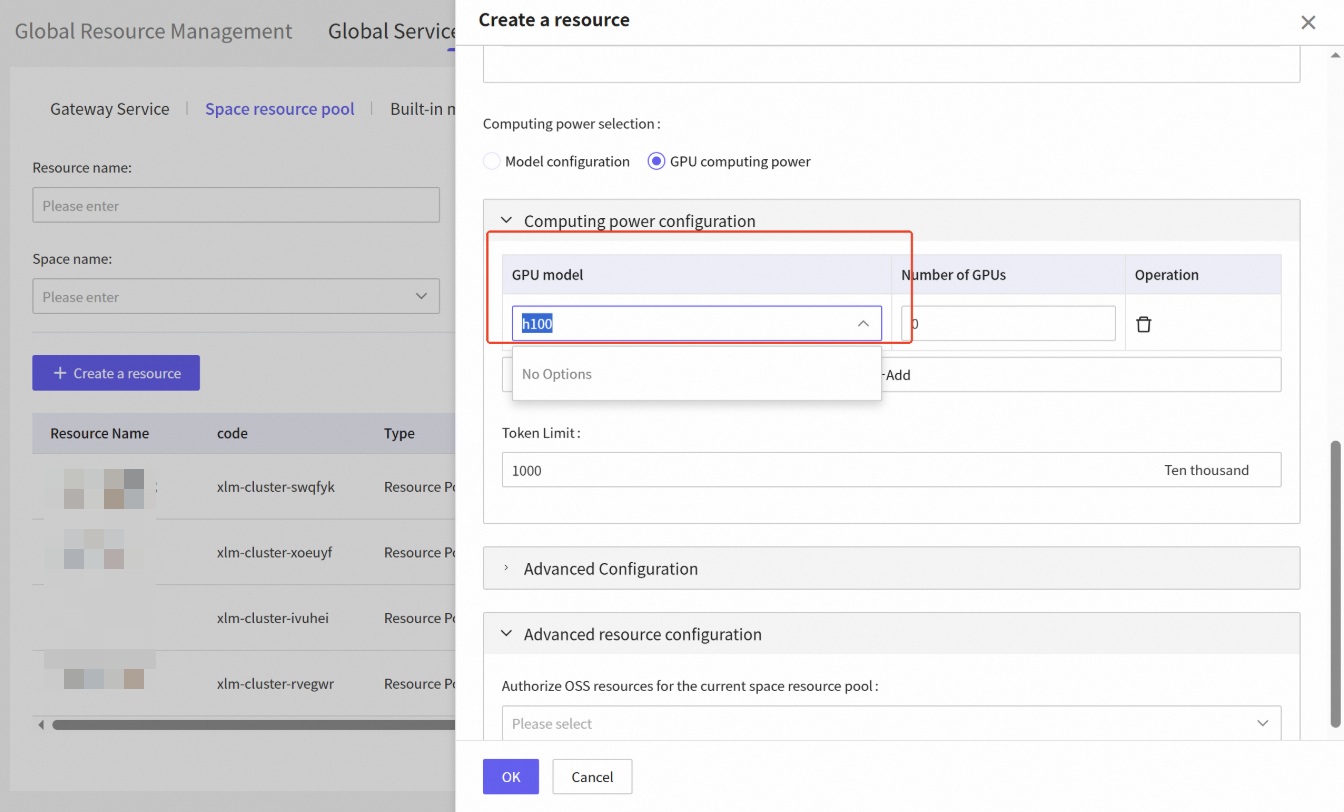 Global Resource Management
Global Service
Gateway Service
Space resource pool
Built-in
Resource name:
Please enter
Space name:
Please enter
Create a resource
Resource Name code Type
xlm-cluster-swqfyk Resource
xlm-cluster-xoeuyf Resource
xlm-cluster-ivuhei Resource
xlm-cluster-rvegwr Resource
Create a resource
Computing power selection:
Model configuration GPU computing power
Computing power configuration
GPU model Number of GPUs Operation
h100 0
No Options
+Add
Token Limit:
1000 Ten thousand
Advanced Configuration
Advanced resource configuration
Authorize OSS resources for the current space resource pool:
Please select
OK Cancel